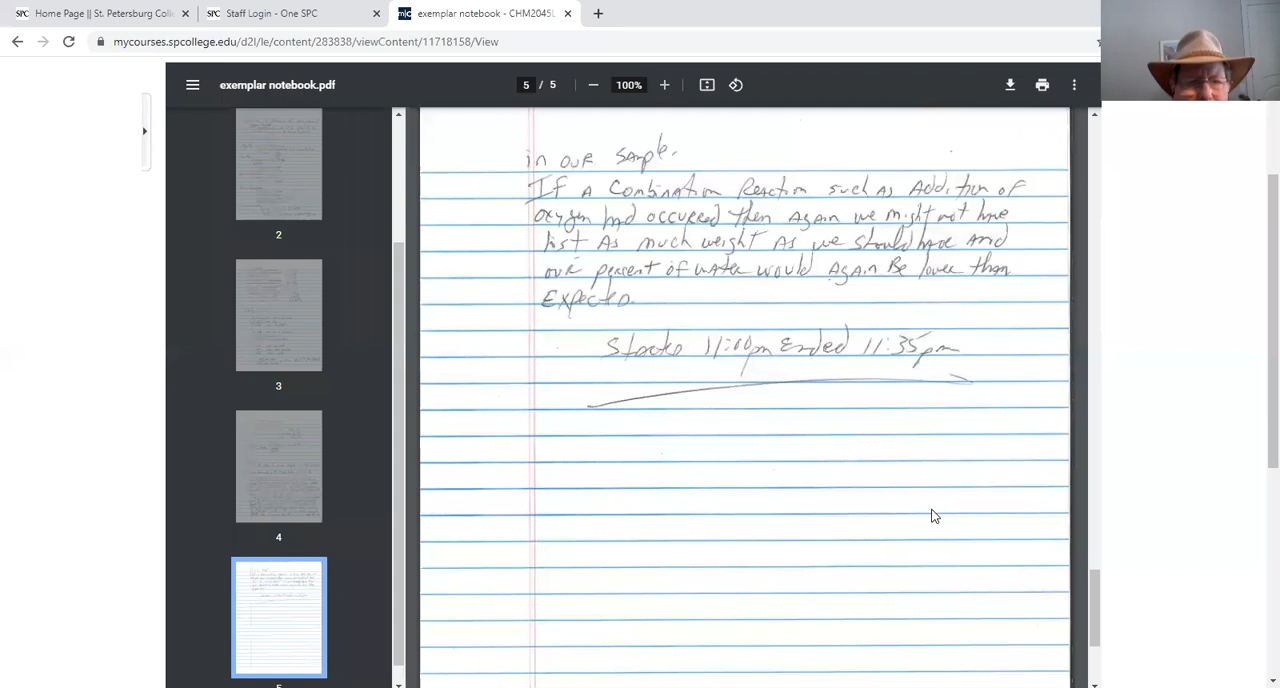 Home Page || St. Petersburg Coll
Staff Login - One SPC
exemplar notebook - CHM2045L
mycourses.spcollege.edu/d2l/le/content/283838/viewContent/11718158/View
exemplar notebook.pdf
5 / 5
100%
2
3
4
5
in our sample.
If a combination Reaction such as Addition of
oxygen had occurred then again we might not have
lost as much weight as we should have and
our percent of water would again Be lower than
Expected.
Started 11:00pm Ended 11:35pm